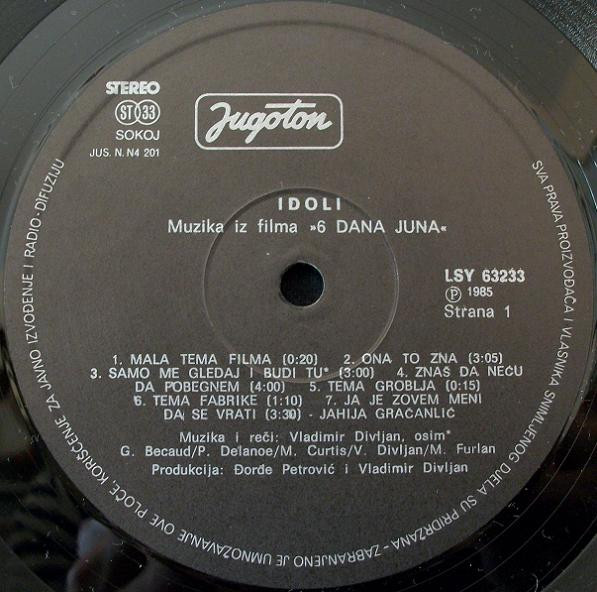 STEREO
ST 33
SOKOJ
JUS. N. N4 201
Jugoton
IDOLI
Muzika iz filma »6 DANA JUNA«
LSY 63233
Ⓟ 1985
Strana 1
1. MALA TEMA FILMA (0:20) 2. ONA TO ZNA (3:05)
3. SAMO ME GLEDAJ I BUDI TU* (3:00) 4. ZNAŠ DA NEĆU
DA POBEGNEM (4:00) 5. TEMA GROBLJA (0:15)
6. TEMA FABRIKE (1:10) 7. JA JE ZOVEM MENI
DA SE VRATI (3:30) - JAHIJA GRAČANLIĆ
Muzika i reči: Vladimir Divljan, osim*
G. Becaud/P. Delanoe/M. Curtis/V. Divljan/M. Furlan
Produkcija: Đorđe Petrović i Vladimir Divljan
SVA PRAVA PROIZVOĐAČA I VLASNIKA SNIMLJENOG DJELA SU PRIDRŽANA - ZABRANJENO JE UMNOŽAVANJE OVE PLOČE, KORIŠĆENJE ZA JAVNO IZVOĐENJE I RADIO-DIFUZIJU